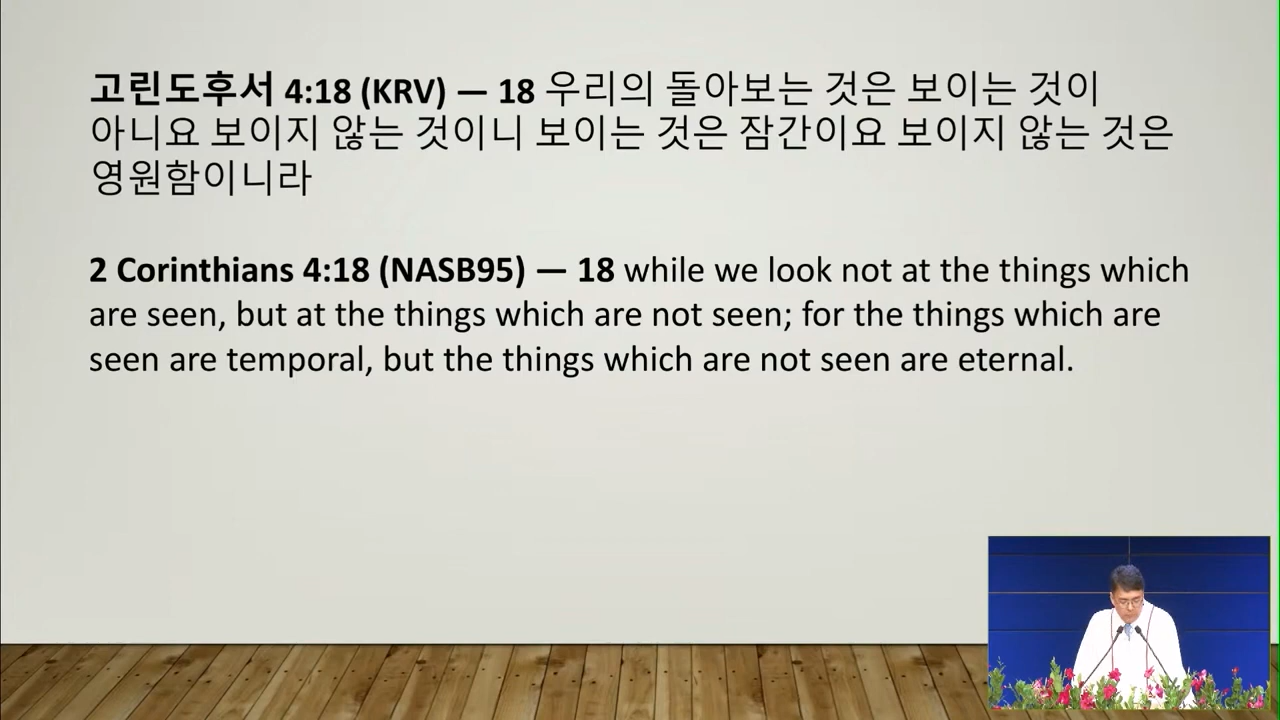 고린도후서 4:18 (KRV) — 18 우리의 돌아보는 것은 보이는 것이
아니요 보이지 않는 것이니 보이는 것은 잠간이요 보이지 않는 것은
영원함이니라
2 Corinthians 4:18 (NASB95) — 18 while we look not at the things which
are seen, but at the things which are not seen; for the things which are
seen are temporal, but the things which are not seen are eternal.